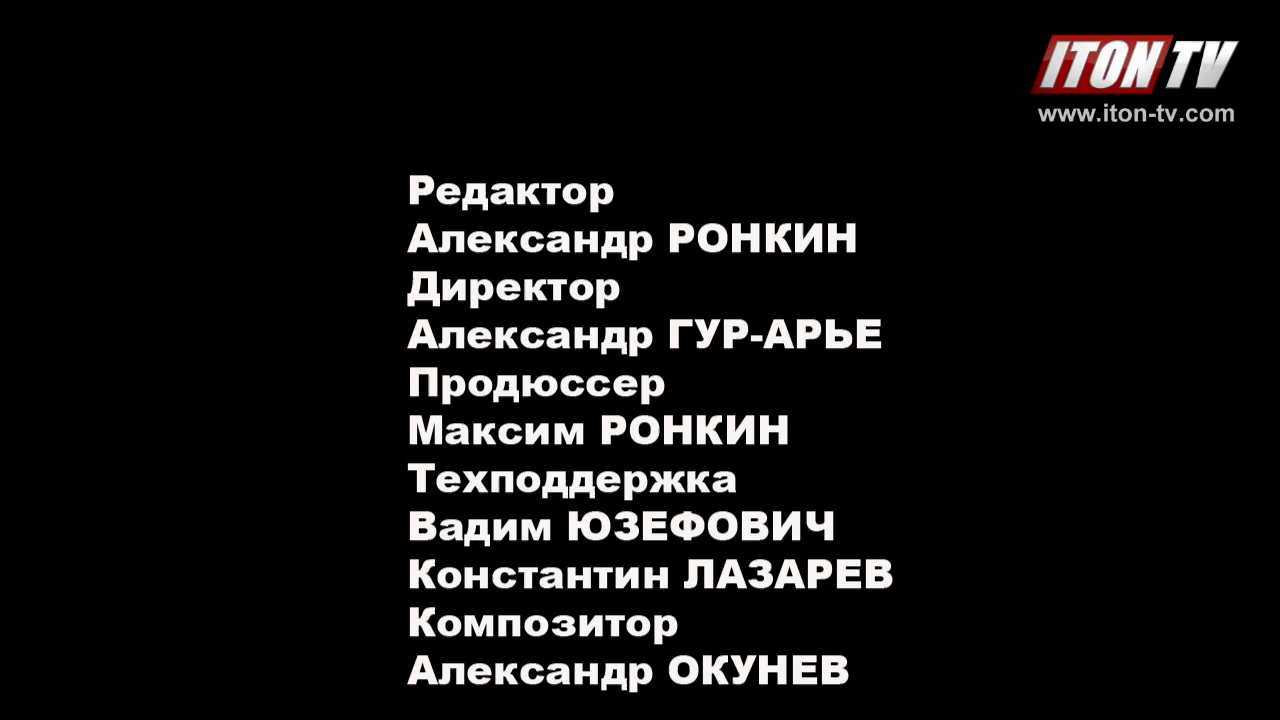 ITON TV
www.iton-tv.com
Редактор
Александр РОНКИН
Директор
Александр ГУР-АРЬЕ
Продюссер
Максим РОНКИН
Техподдержка
Вадим ЮЗЕФОВИЧ
Константин ЛАЗАРЕВ
Композитор
Александр ОКУНЕВ